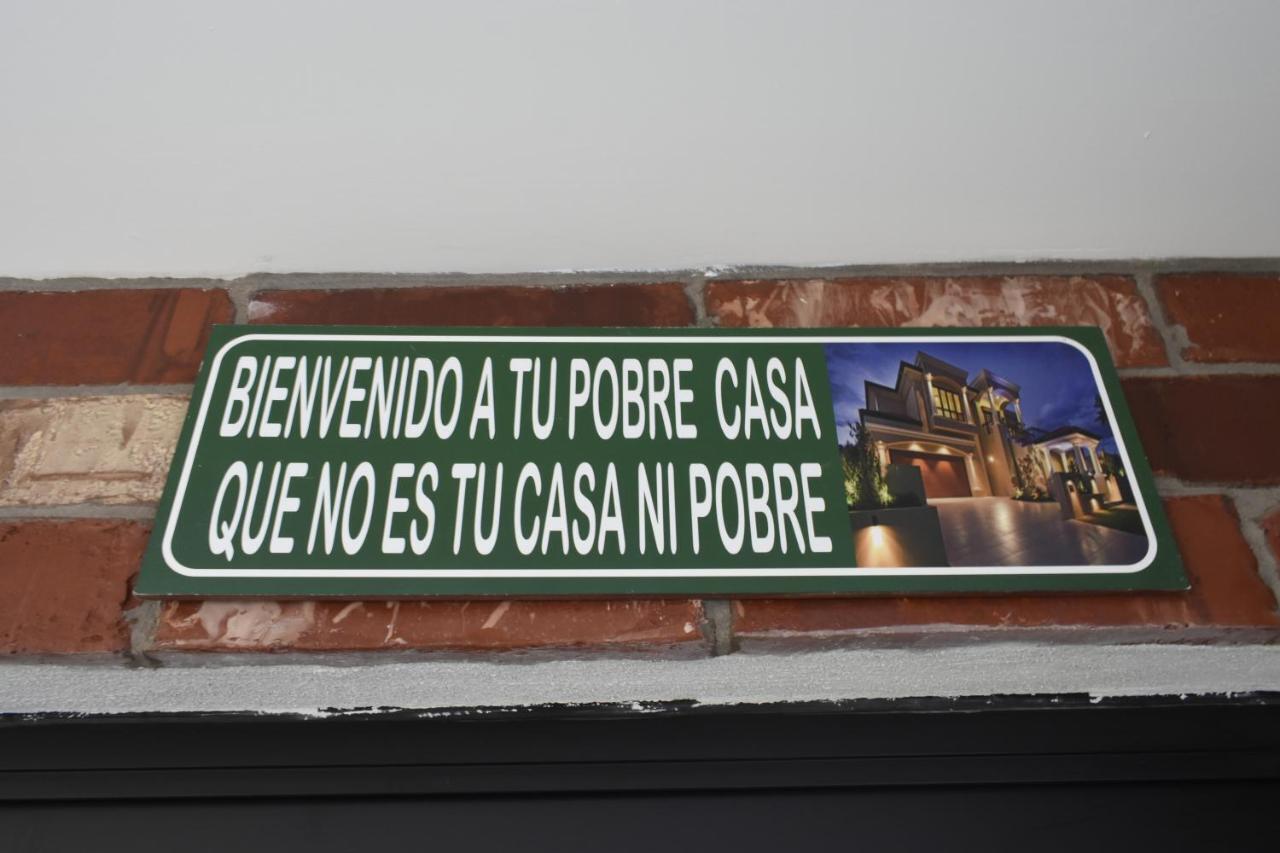 BIENVENIDO A TU POBRE CASA
QUE NO ES TU CASA NI POBRE